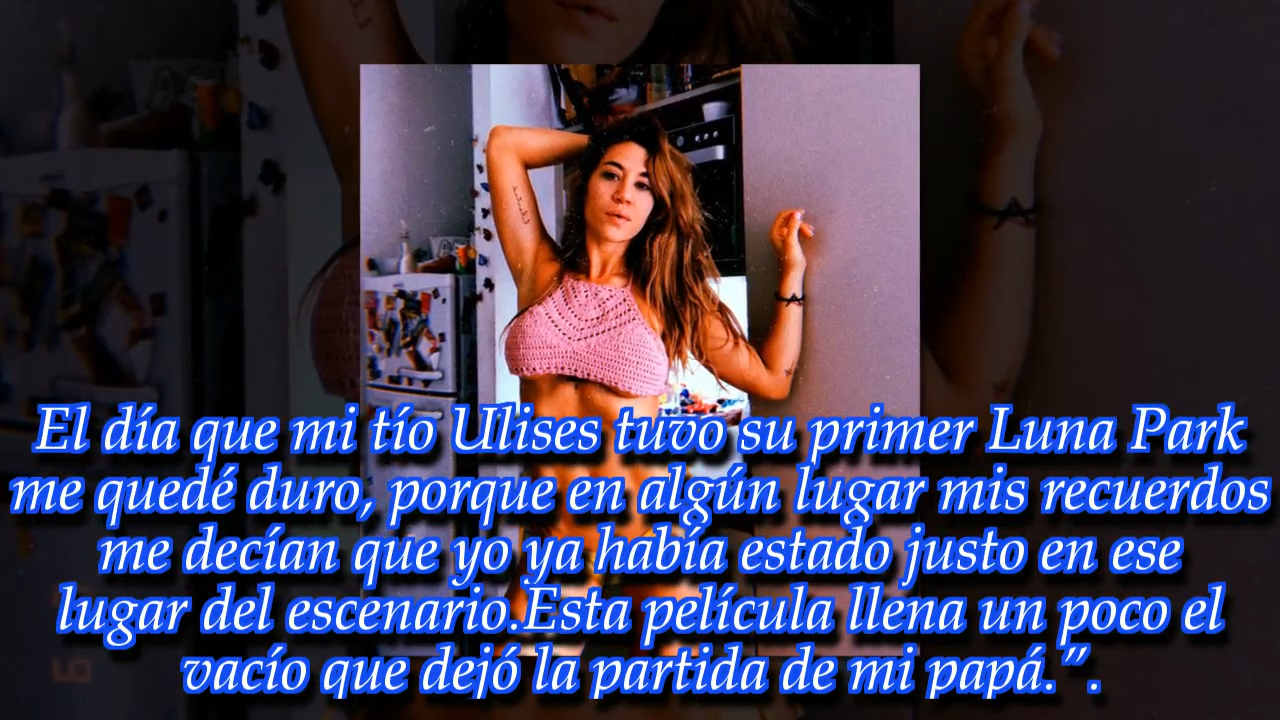 El día que mi tío Ulises tuvo su primer Luna Park
me quedé duro, porque en algún lugar mis recuerdos
me decían que yo ya había estado justo en ese
lugar del escenario.Esta película llena un poco el
vacío que dejó la partida de mi papá.”.